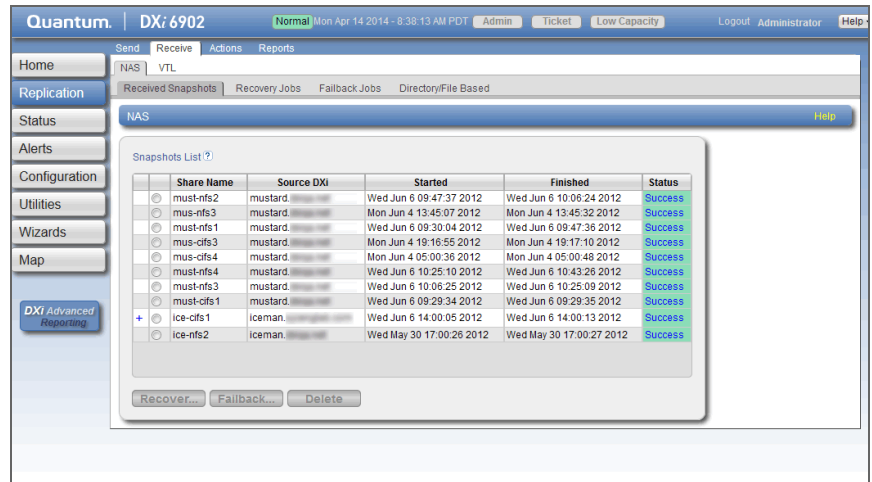 Quantum. DXi6902 Normal Mon Apr 14 2014 - 8:38:13 AM PDT Admin Ticket Low Capacity Logout Administrator Help
Send Receive Actions Reports
Home
NAS VTL
Replication
Received Snapshots Recovery Jobs Failback Jobs Directory/File Based
Status
NAS Help
Alerts
Snapshots List ?
Configuration
Share Name Source DXi Started Finished Status
must-nfs2 mustard. Wed Jun 6 09:47:37 2012 Wed Jun 6 10:06:24 2012 Success
Utilities
mus-nfs3 mustard. Mon Jun 4 13:45:07 2012 Mon Jun 4 13:45:32 2012 Success
must-nfs1 mustard. Wed Jun 6 09:30:04 2012 Wed Jun 6 09:47:36 2012 Success
Wizards
mus-cifs3 mustard. Mon Jun 4 19:16:55 2012 Mon Jun 4 19:17:10 2012 Success
mus-cifs4 mustard. Mon Jun 4 05:00:36 2012 Mon Jun 4 05:00:48 2012 Success
Map
must-nfs4 mustard. Wed Jun 6 10:25:10 2012 Wed Jun 6 10:43:26 2012 Success
must-nfs3 mustard. Wed Jun 6 10:06:25 2012 Wed Jun 6 10:25:09 2012 Success
must-cifs1 mustard. Wed Jun 6 09:29:34 2012 Wed Jun 6 09:29:35 2012 Success
DXi Advanced
Reporting
+ ice-cifs1 iceman. Wed Jun 6 14:00:05 2012 Wed Jun 6 14:00:13 2012 Success
ice-nfs2 iceman. Wed May 30 17:00:26 2012 Wed May 30 17:00:27 2012 Success
Recover... Failback... Delete